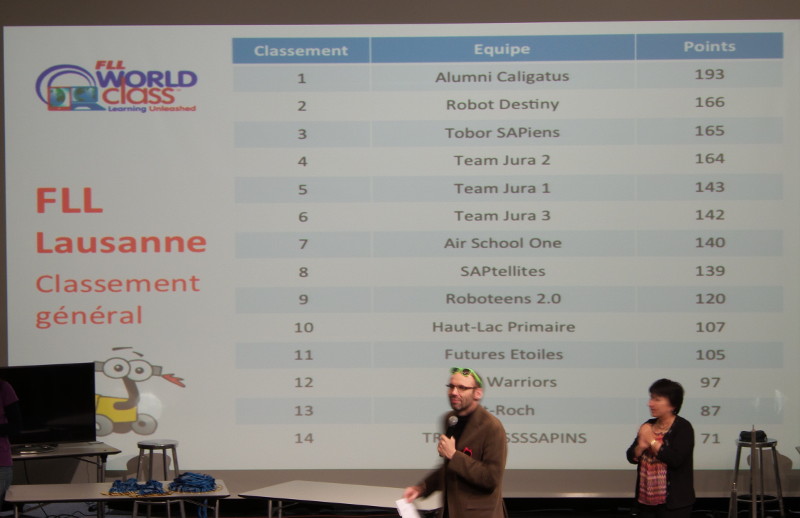 FLL
WORLD
class
Learning Unleashed
FLL
Lausanne
Classement
général
Classement Equipe Points
1 Alumni Caligatus 193
2 Robot Destiny 166
3 Tobor SAPiens 165
4 Team Jura 2 164
5 Team Jura 1 143
6 Team Jura 3 142
7 Air School One 140
8 SAPtellites 139
9 Roboteens 2.0 120
10 Haut-Lac Primaire 107
11 Futures Etoiles 105
12 Warriors 97
13 -Roch 87
14 71